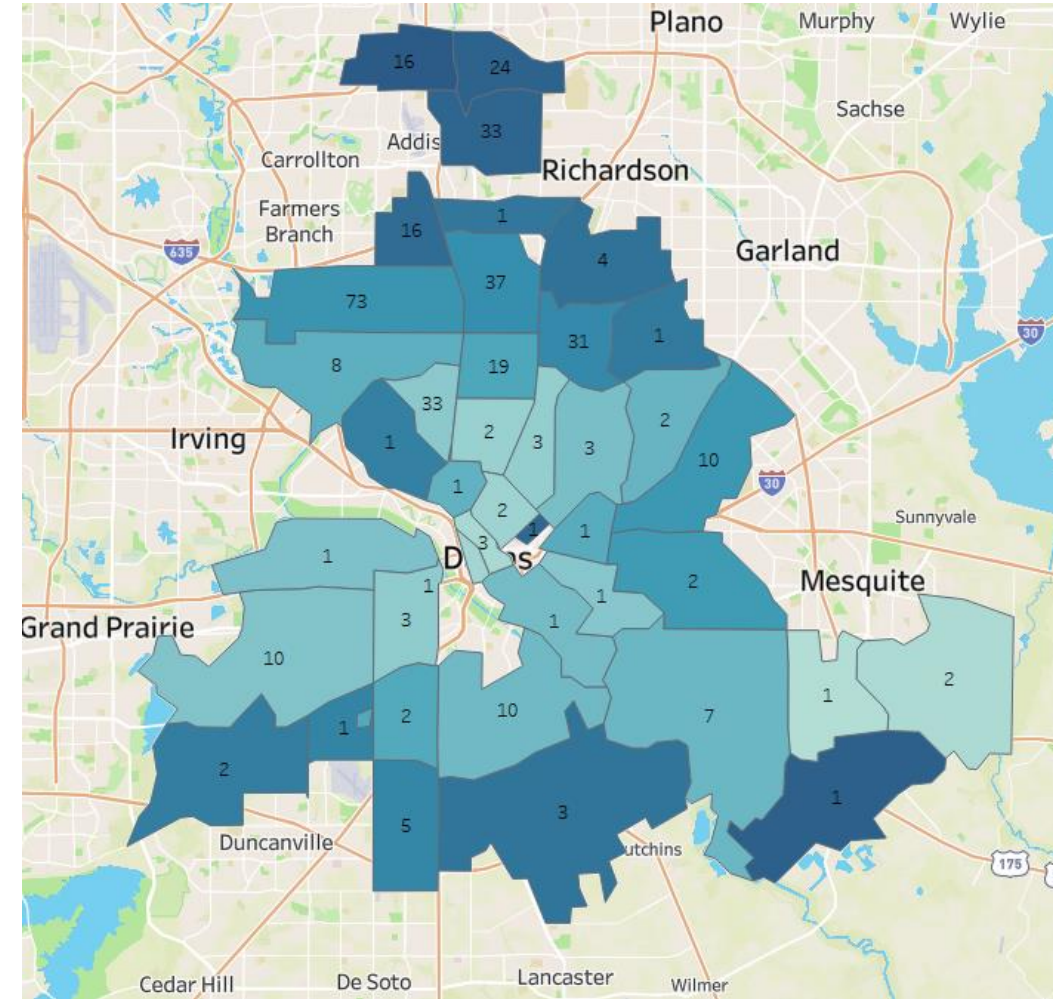 Plano
Murphy
Wylie
16
24
Sachse
33
Addis
Carrollton
Richardson
Farmers
Branch
1
16
Garland
635
4
37
73
30
1
31
8
19
33
2
Irving
2
1
3
3
10
30
1
2
Sunnyvale
1
1
3
D s
1
2
Mesquite
1
1
3
Grand Prairie
1
10
2
1
10
2
7
1
2
3
1
5
Duncanville
utchins
175
Cedar Hill
De Soto
Lancaster
Wilmer